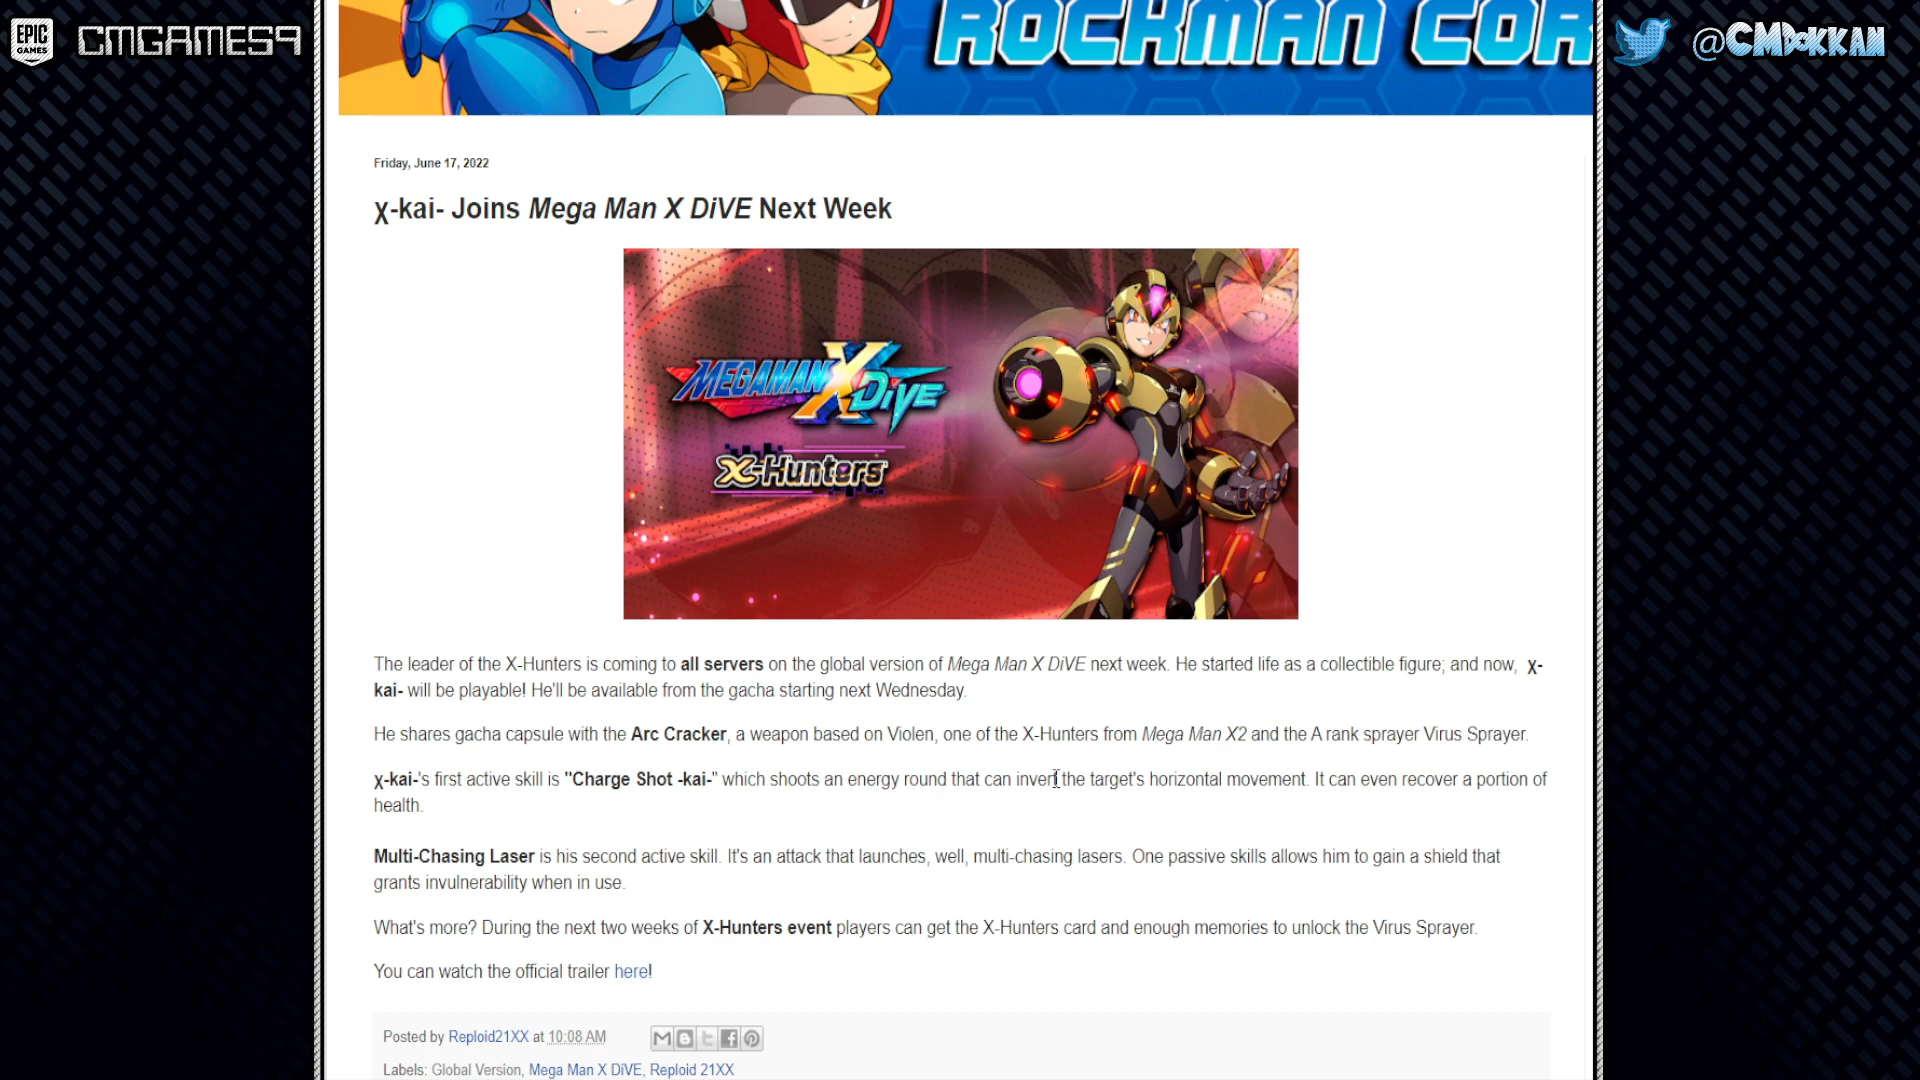 EPIC
GAMES
CMGAMES9
@CMDOKKAN
ROCKMAN COR
Friday, June 17, 2022
χ-kai- Joins Mega Man X DiVE Next Week
MEGAMAN X DiVE
X-Hunters
The leader of the X-Hunters is coming to all servers on the global version of Mega Man X DiVE next week. He started life as a collectible figure; and now, χ-
kai- will be playable! He'll be available from the gacha starting next Wednesday.
He shares gacha capsule with the Arc Cracker, a weapon based on Violen, one of the X-Hunters from Mega Man X2 and the A rank sprayer Virus Sprayer.
χ-kai-'s first active skill is "Charge Shot -kai-" which shoots an energy round that can invert the target's horizontal movement. It can even recover a portion of
health.
Multi-Chasing Laser is his second active skill. It's an attack that launches, well, multi-chasing lasers. One passive skills allows him to gain a shield that
grants invulnerability when in use.
What's more? During the next two weeks of X-Hunters event players can get the X-Hunters card and enough memories to unlock the Virus Sprayer.
You can watch the official trailer here!
Posted by Reploid21XX at 10:08 AM
Labels: Global Version, Mega Man X DiVE, Reploid 21XX